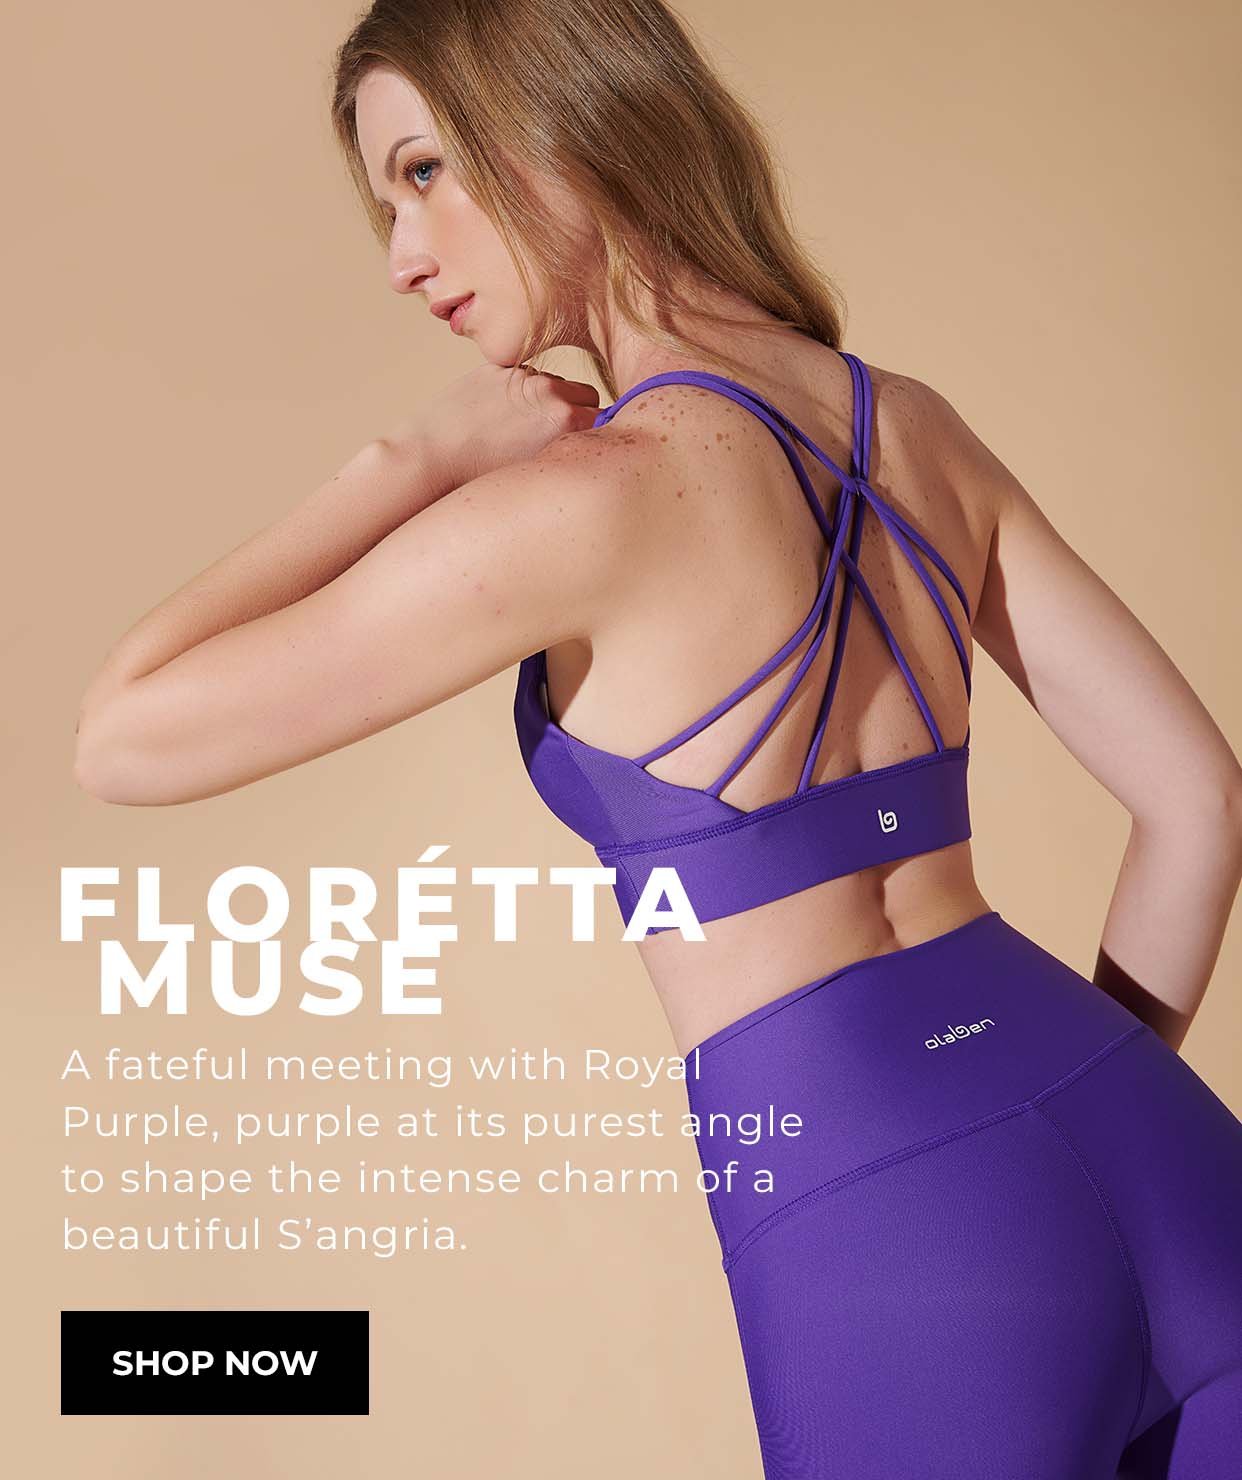 FLORÉTTA
MUSE
A fateful meeting with Royal
Purple, purple at its purest angle
to shape the intense charm of a
beautiful S’angria.
SHOP NOW
olaben